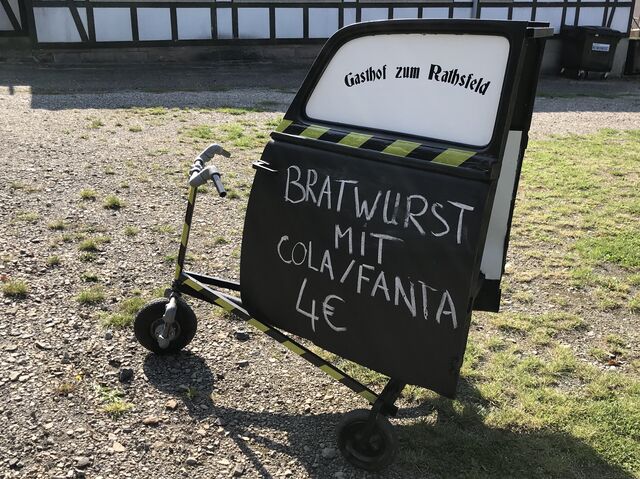 Gasthof zum Rathsfeld
BRATWURST
MIT
COLA/FANTA
4€